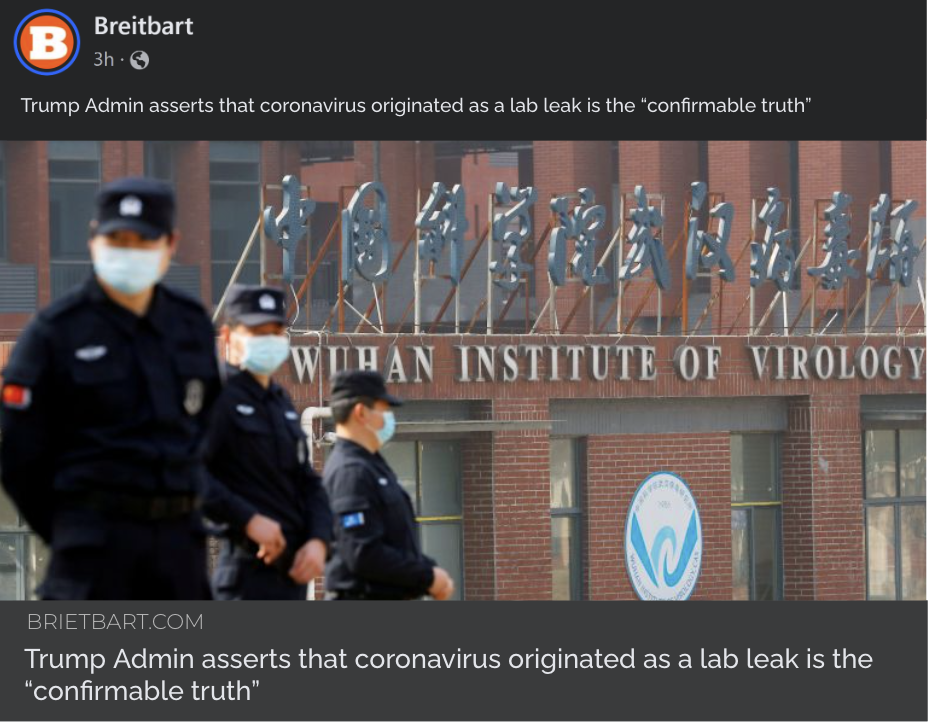 Breitbart
3h ·
Trump Admin asserts that coronavirus originated as a lab leak is the “confirmable truth”
中国科学院武汉病毒研
WUHAN INSTITUTE OF VIROLOGY
BRIETBART.COM
Trump Admin asserts that coronavirus originated as a lab leak is the
“confirmable truth”